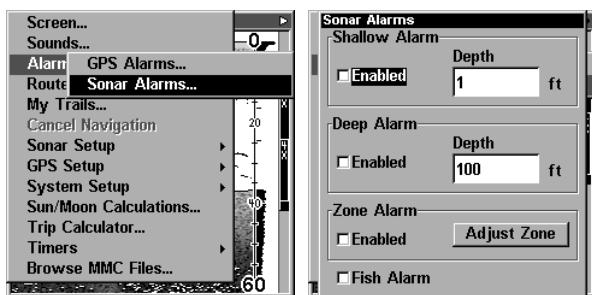 Screen...
Sounds...
Alarm
GPS Alarms...
Route
Sonar Alarms...
My Trails...
Cancel Navigation
Sonar Setup
GPS Setup
System Setup
Sun/Moon Calculations...
Trip Calculator...
Timers
Browse MMC Files...
0
20
40
60
Sonar Alarms
Shallow Alarm
Depth
Enabled
1 ft
Deep Alarm
Depth
Enabled
100 ft
Zone Alarm
Enabled
Adjust Zone
Fish Alarm